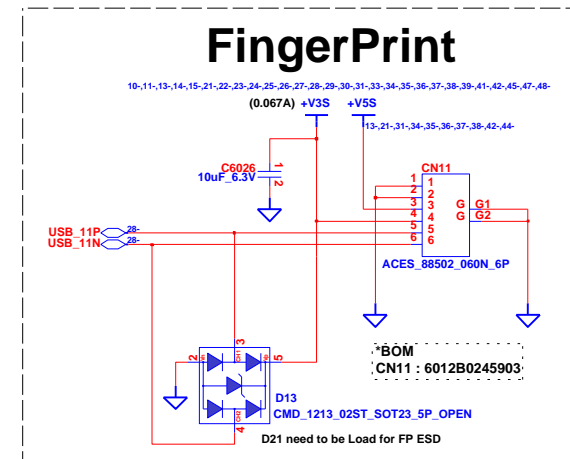 FingerPrint
10-,11-,13-,14-,15-,21-,22-,23-,24-,25-,26-,27-,28-,29-,30-,31-,33-,34-,35-,36-,37-,38-,39-,41-,42-,45-,47-,48-
(0.067A) +V3S +V5S
13-,21-,31-,34-,35-,36-,37-,38-,42-,44-
C6026
10uF_6.3V
1
2
CN11
1 1
2 2
3 3
4 4
5 5
6 6
G G1
G G2
ACES_88502_060N_6P
USB_11P 28-
USB_11N 28-
3
2
5
4
CH1
CH2
D13
CMD_1213_02ST_SOT23_5P_OPEN
*BOM
CN11 : 6012B0245903
D21 need to be Load for FP ESD